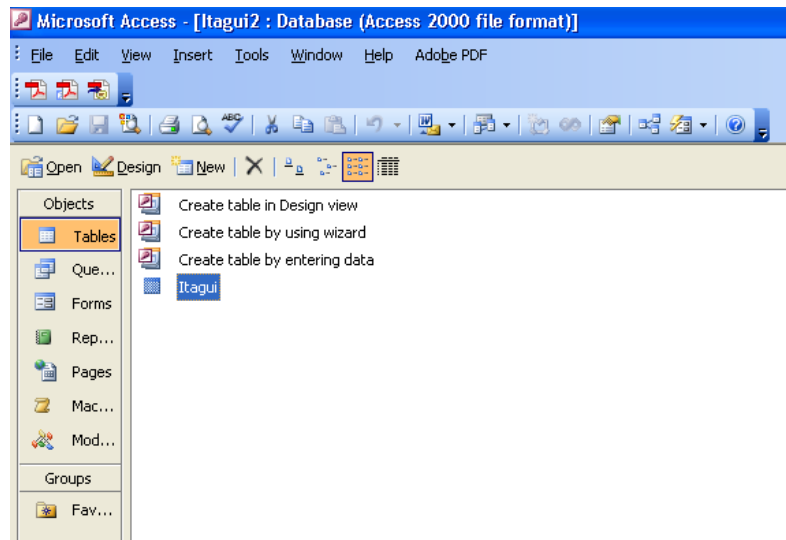 Microsoft Access - [Itagui2 : Database (Access 2000 file format)]
File Edit View Insert Tools Window Help Adobe PDF
Open Design New
Objects
Tables
Que...
Forms
Rep...
Pages
Mac...
Mod...
Groups
Fav...
Create table in Design view
Create table by using wizard
Create table by entering data
Itagui